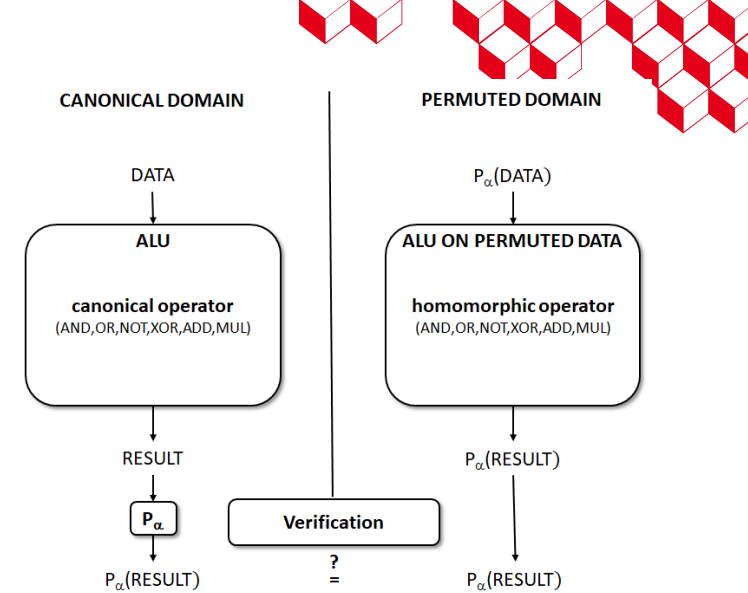 CANONICAL DOMAIN
PERMUTED DOMAIN
DATA
Pα(DATA)
ALU
ALU ON PERMUTED DATA
canonical operator
(AND,OR,NOT,XOR,ADD,MUL)
homomorphic operator
(AND,OR,NOT,XOR,ADD,MUL)
RESULT
Pα(RESULT)
Pα
Verification
?
=
Pα(RESULT)
Pα(RESULT)